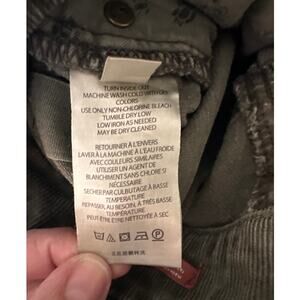 TURN INSIDE OUT
MACHINE WASH COLD WITH LIKE
COLORS
USE ONLY NON-CHLORINE BLEACH
TUMBLE DRY LOW
LOW IRON AS NEEDED
MAY BE DRY CLEANED
RETOURNER À L'ENVERS
LAVER À LA MACHINE À L'EAU FROIDE
AVEC COULEURS SIMILAIRES
UTILISER UN AGENT DE
BLANCHIMENT SANS CHLORE SI
NÉCESSAIRE
SÉCHER PAR CULBUTAGE À BASSE
TEMPÉRATURE
REPASSER, AU BESOIN, À TRÈS BASSE
TEMPÉRATURE
PEUT-ÊTRE ÊTRE NETTOYÉE À SEC